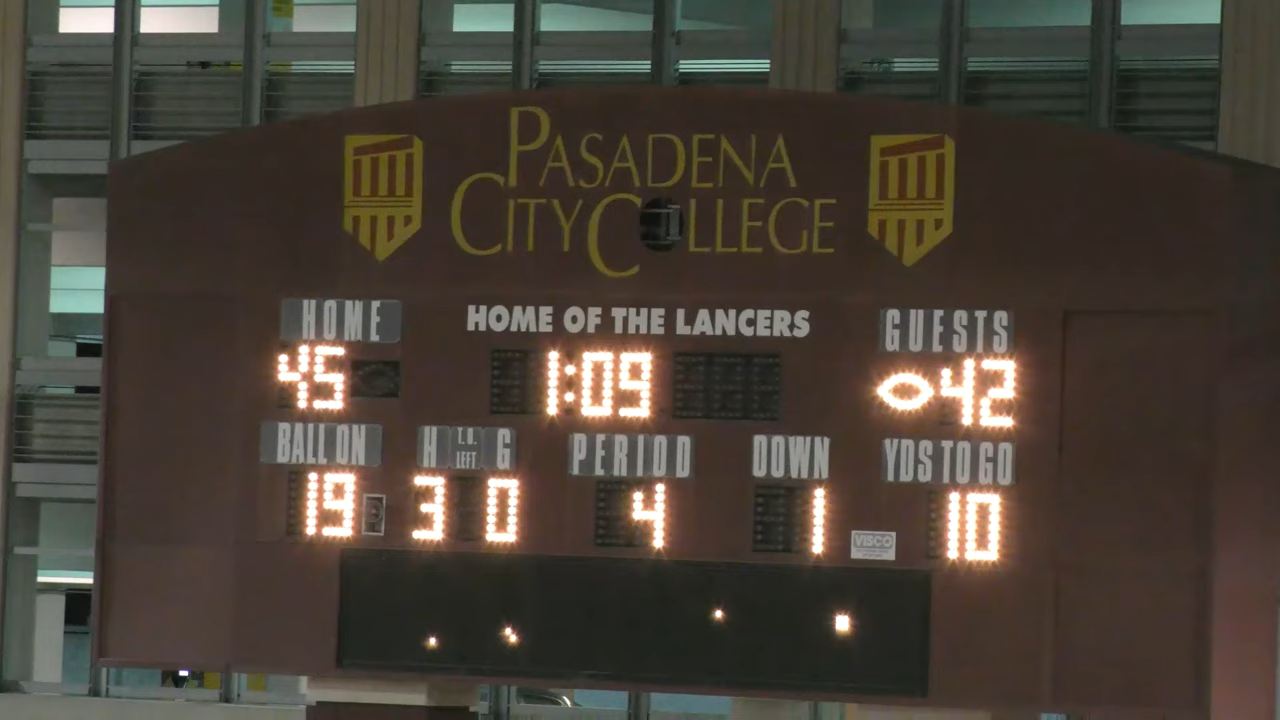 PASADENA
CITY COLLEGE
HOME OF THE LANCERS
HOME
GUESTS
45
1:09
42
BALL ON
H T.O. LEFT G
PERIOD
DOWN
YDS TO GO
19
3
0
4
1
10
VISCO